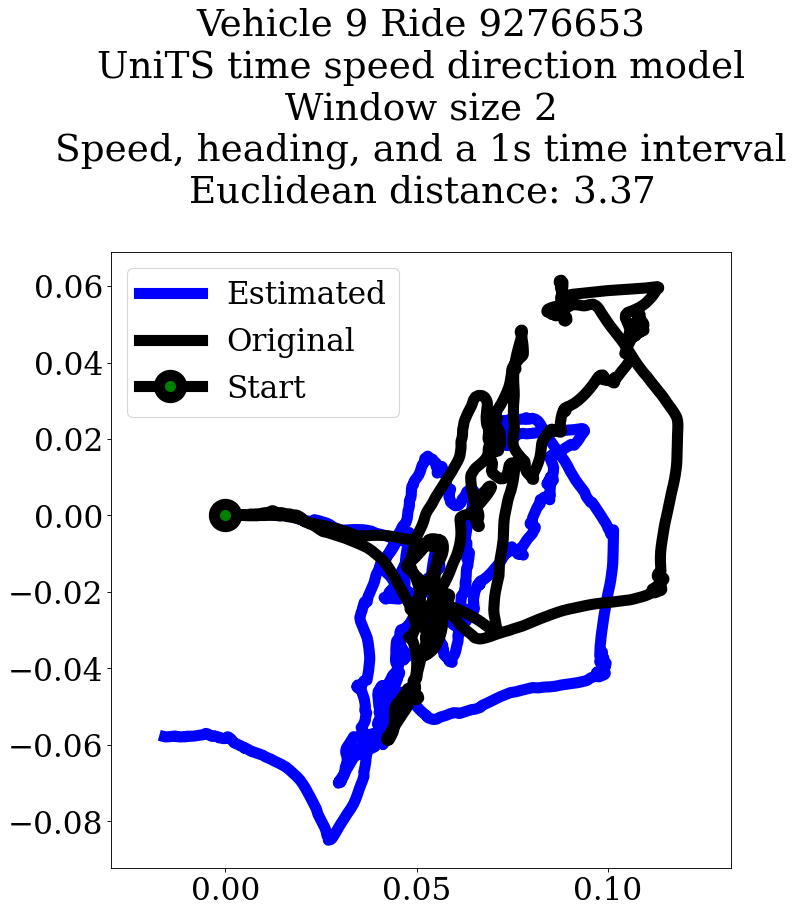 Vehicle 9 Ride 9276653
UniTS time speed direction model
Window size 2
Speed, heading, and a 1s time interval
Euclidean distance: 3.37
Estimated
Original
Start
0.06
0.04
0.02
0.00
−0.02
−0.04
−0.06
−0.08
0.00 0.05 0.10